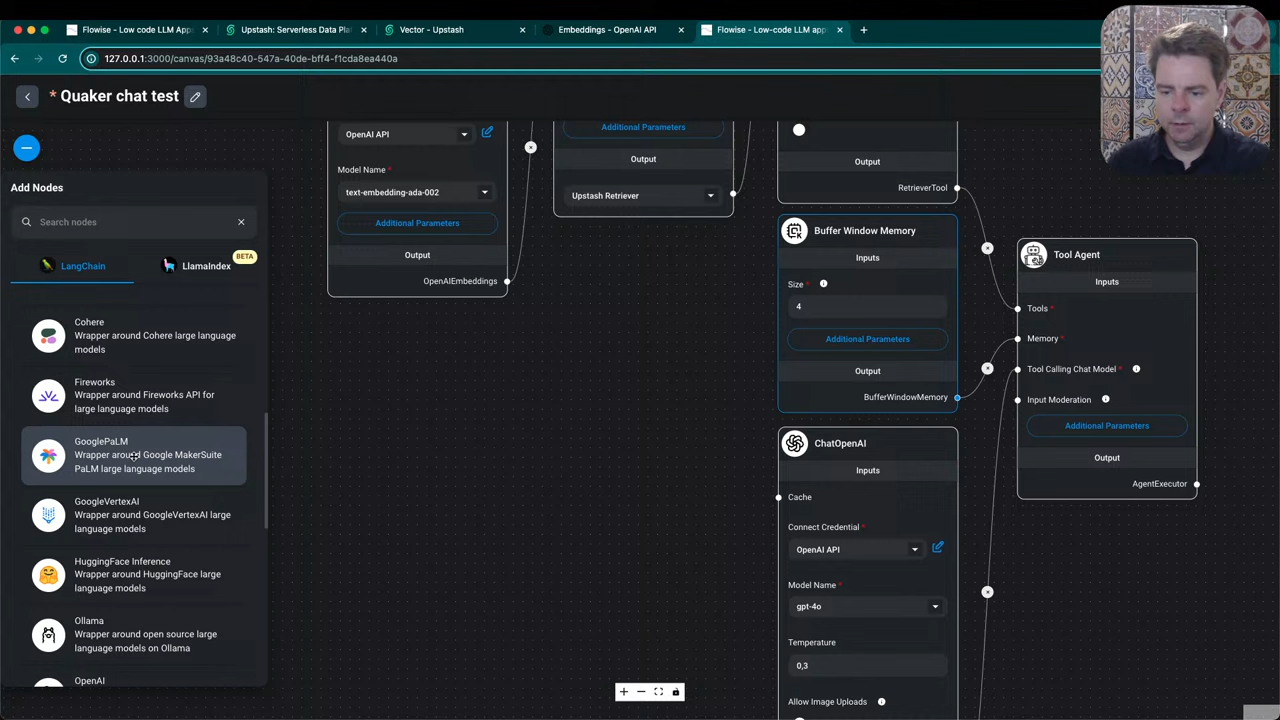 Flowise - Low code LLM Apps
Upstash: Serverless Data Pla
Vector - Upstash
Embeddings - OpenAI API
Flowise - Low-code LLM app
127.0.0.1:3000/canvas/93a48c40-547a-40de-bff4-f1cda8ea440a
* Quaker chat test
Add Nodes
Search nodes
LangChain
LlamaIndex
BETA
Cohere
Wrapper around Cohere large language
models
Fireworks
Wrapper around Fireworks API for
large language models
GooglePaLM
Wrapper around Google MakerSuite
PaLM large language models
GoogleVertexAI
Wrapper around GoogleVertexAI large
language models
HuggingFace Inference
Wrapper around HuggingFace large
language models
Ollama
Wrapper around open source large
language models on Ollama
OpenAI
OpenAI API
Model Name *
text-embedding-ada-002
Additional Parameters
Output
OpenAIEmbeddings
Additional Parameters
Output
Upstash Retriever
Output
RetrieverTool
Buffer Window Memory
Inputs
Size *
4
Additional Parameters
Output
BufferWindowMemory
ChatOpenAI
Inputs
Cache
Connect Credential *
OpenAI API
Model Name *
gpt-4o
Temperature
0,3
Allow Image Uploads
Tool Agent
Inputs
Tools *
Memory *
Tool Calling Chat Model *
Input Moderation
Additional Parameters
Output
AgentExecutor